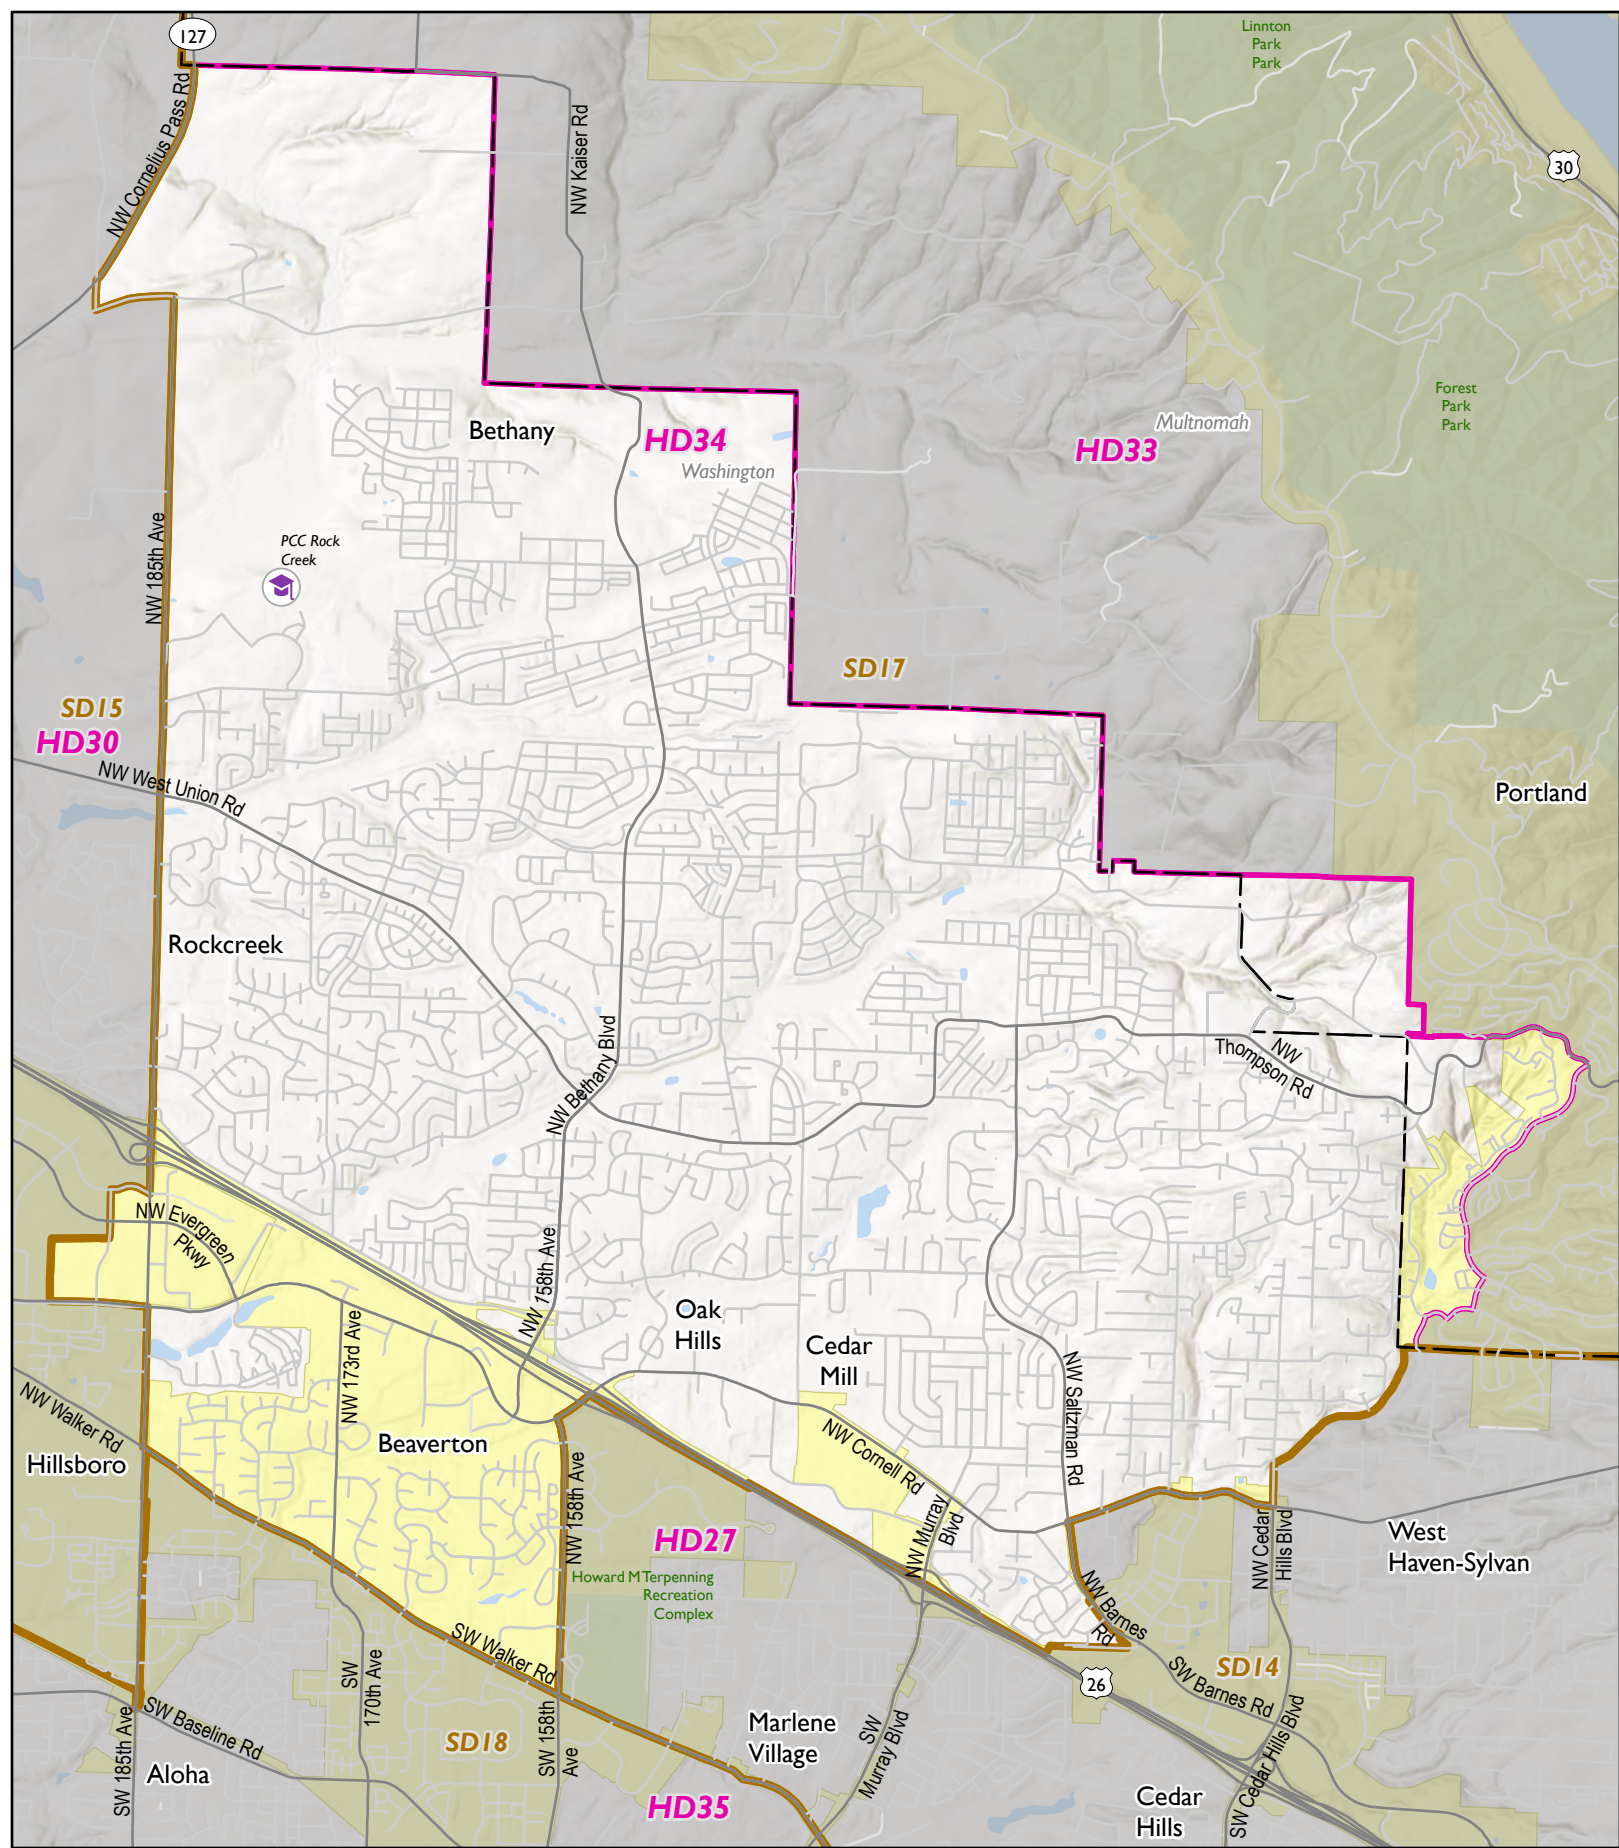 127
Linnton
Park
Park
NW Cornelius Pass Rd
NW Kaiser Rd
30
Forest
Park
Park
Multnomah
HD33
Bethany
HD34
Washington
PCC Rock
Creek
NW 185th Ave
SD17
SD15
HD30
NW West Union Rd
Portland
Rockcreek
NW Bethany Blvd
NW
Thompson Rd
NW Evergreen
Pkwy
NW 158th Ave
Oak
Hills
Cedar
Mill
NW 173rd Ave
NW Saltzman Rd
NW Walker Rd
Hillsboro
Beaverton
NW Cornell Rd
NW 158th Ave
NW Murray
Blvd
HD27
NW Cedar
Hills Blvd
West
Haven-Sylvan
Howard M Terpenning
Recreation
Complex
NW Barnes
Rd
SW Walker Rd
SW
170th Ave
SD14
26
SW Barnes Rd
SW 185th Ave
SW Baseline Rd
SD18
SW 158th
Ave
Marlene
Village
SW
Murray Blvd
SW Cedar Hills Blvd
Aloha
HD35
Cedar
Hills